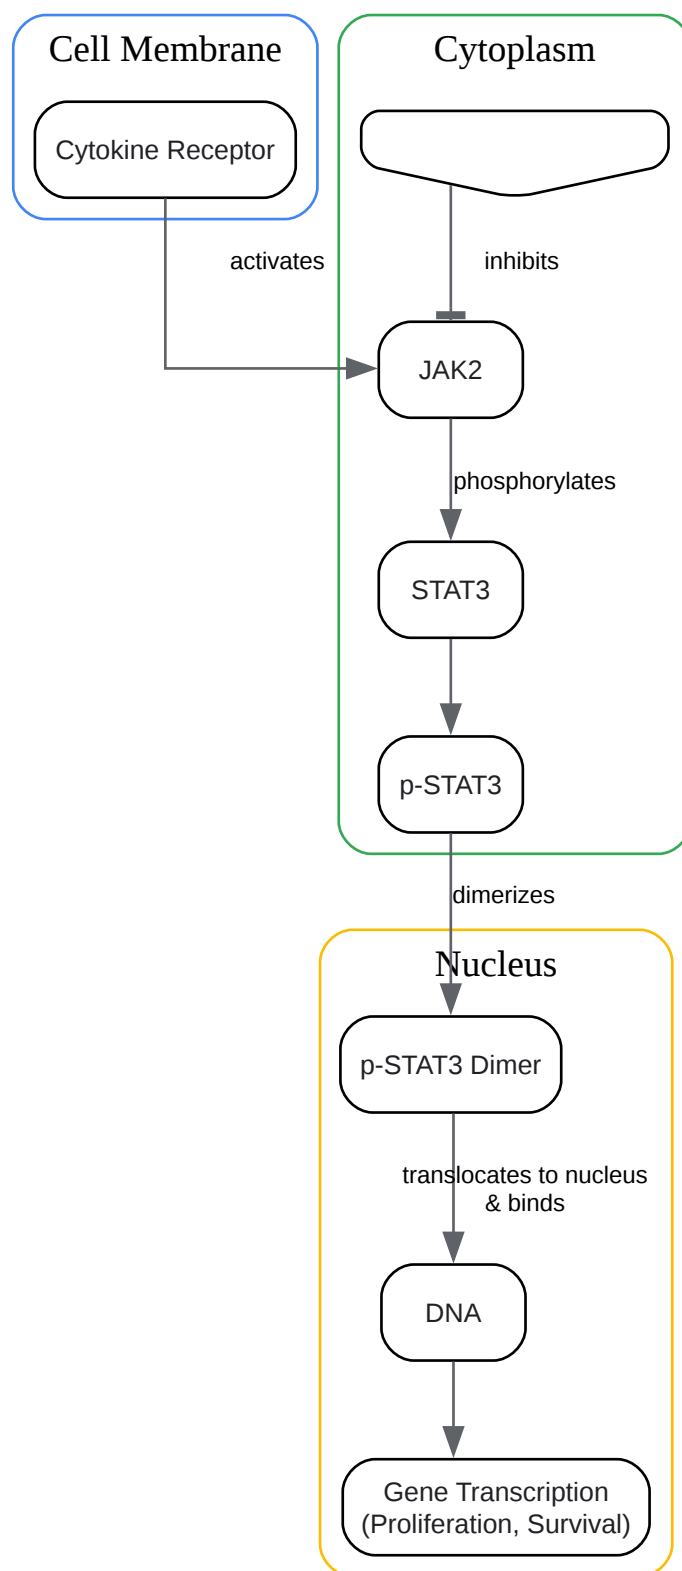 Cell Membrane
Cytoplasm
Cytokine Receptor
activates
inhibits
JAK2
phosphorylates
STAT3
p-STAT3
dimerizes
Nucleus
p-STAT3 Dimer
translocates to nucleus
& binds
DNA
Gene Transcription
(Proliferation, Survival)